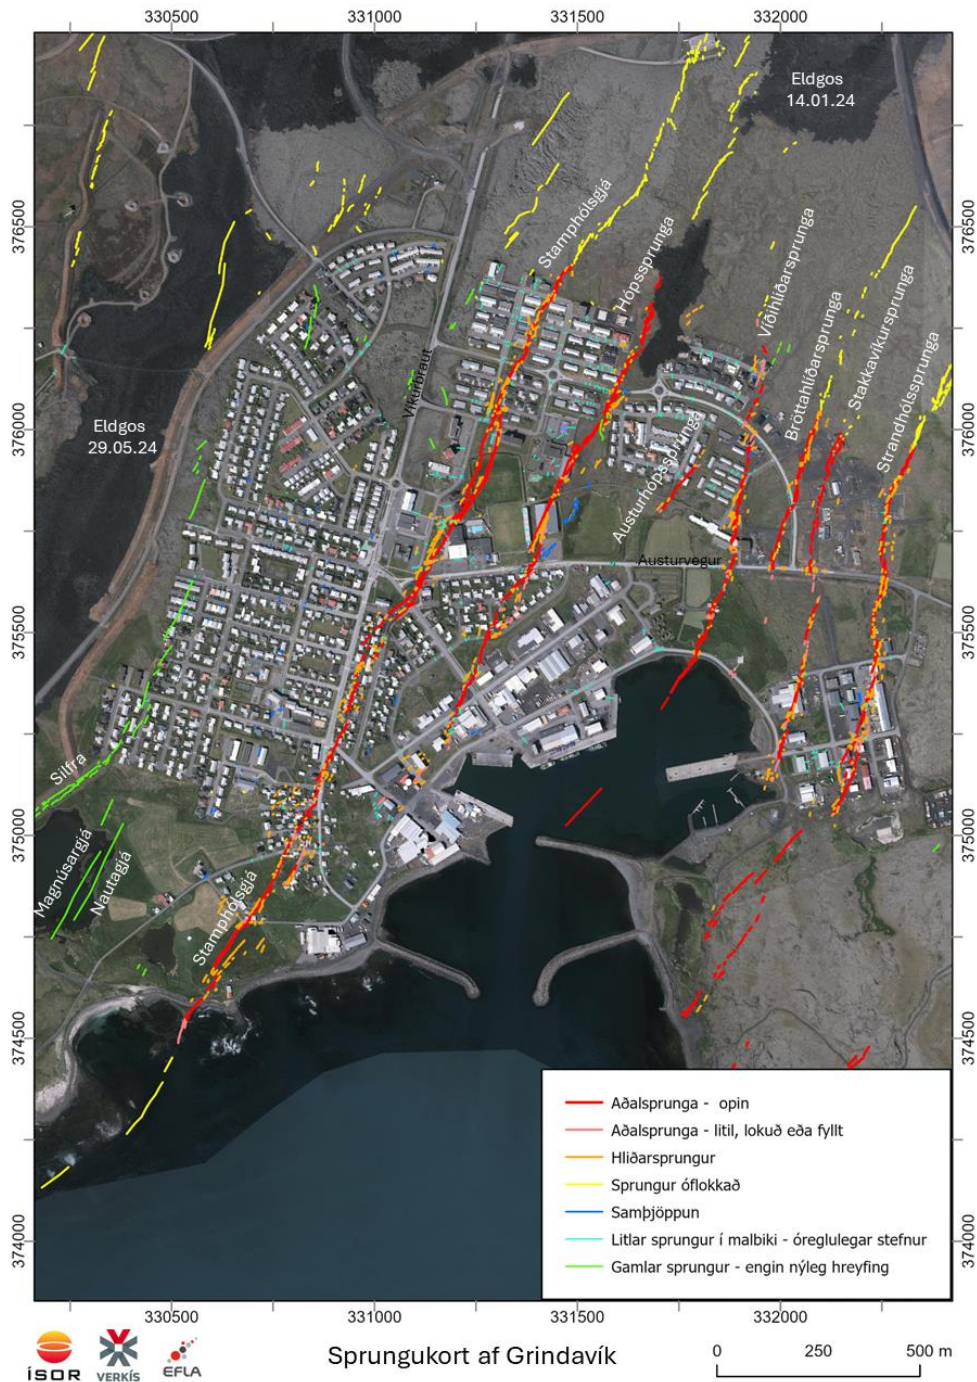 330500 331000 331500 332000
Eldgos
14.01.24
376500
376500
Stamphólsgjá
Hópssprunga
Víðihlíðarsprunga
Bröttahlíðarsprunga
Stakkavíkursprunga
Strandhólssprunga
Víkurbraut
376000
376000
Eldgos
29.05.24
Austurhópssprunga
Austurvegur
375500
375500
Silfra
Magnúsargjá
Nautagjá
375000
375000
Stamphólsgjá
374500
374500
Aðalsprunga - opin
Aðalsprunga - lítil, lokuð eða fyllt
Hliðarsprungur
Sprungur óflokkað
Samþjöppun
Litlar sprungur í malbiki - óreglulegar stefnur
Gamlar sprungur - engin nýleg hreyfing
374000
374000
330500 331000 331500 332000
ÍSOR
VERKÍS
EFLA
Sprungukort af Grindavík
0 250 500 m